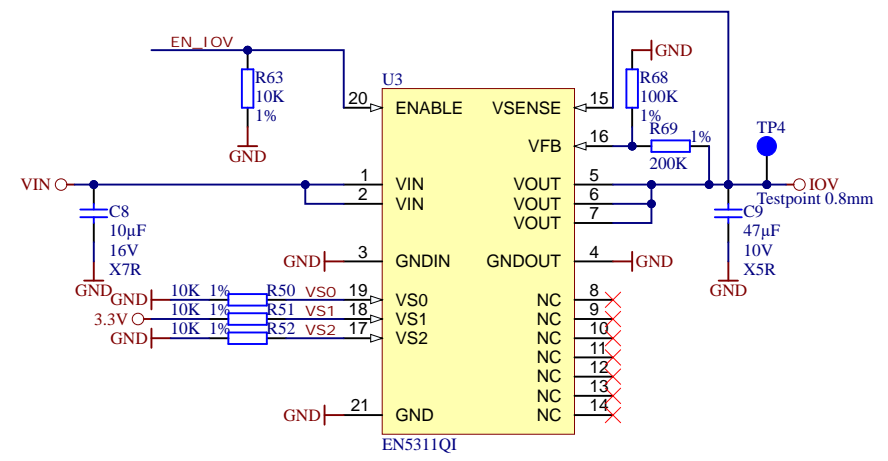 EN_IOV
GND
R63
10K
1%
GND
U3
R68
100K
1%
R69
1%
200K
TP4
20
ENABLE
VSENSE
15
VFB
16
VIN
1
VIN
VOUT
5
IOV
2
VIN
VOUT
6
Testpoint 0.8mm
VOUT
7
C8
10µF
16V
X7R
GND
C9
47µF
10V
X5R
GND
GND
3
GNDIN
GNDOUT
4
GND
GND
10K 1%
R50
VS0
19
VS0
NC
8
3.3V
10K 1%
R51
VS1
18
VS1
NC
9
GND
10K 1%
R52
VS2
17
VS2
NC
10
NC
11
NC
12
NC
13
GND
21
GND
NC
14
EN5311QI